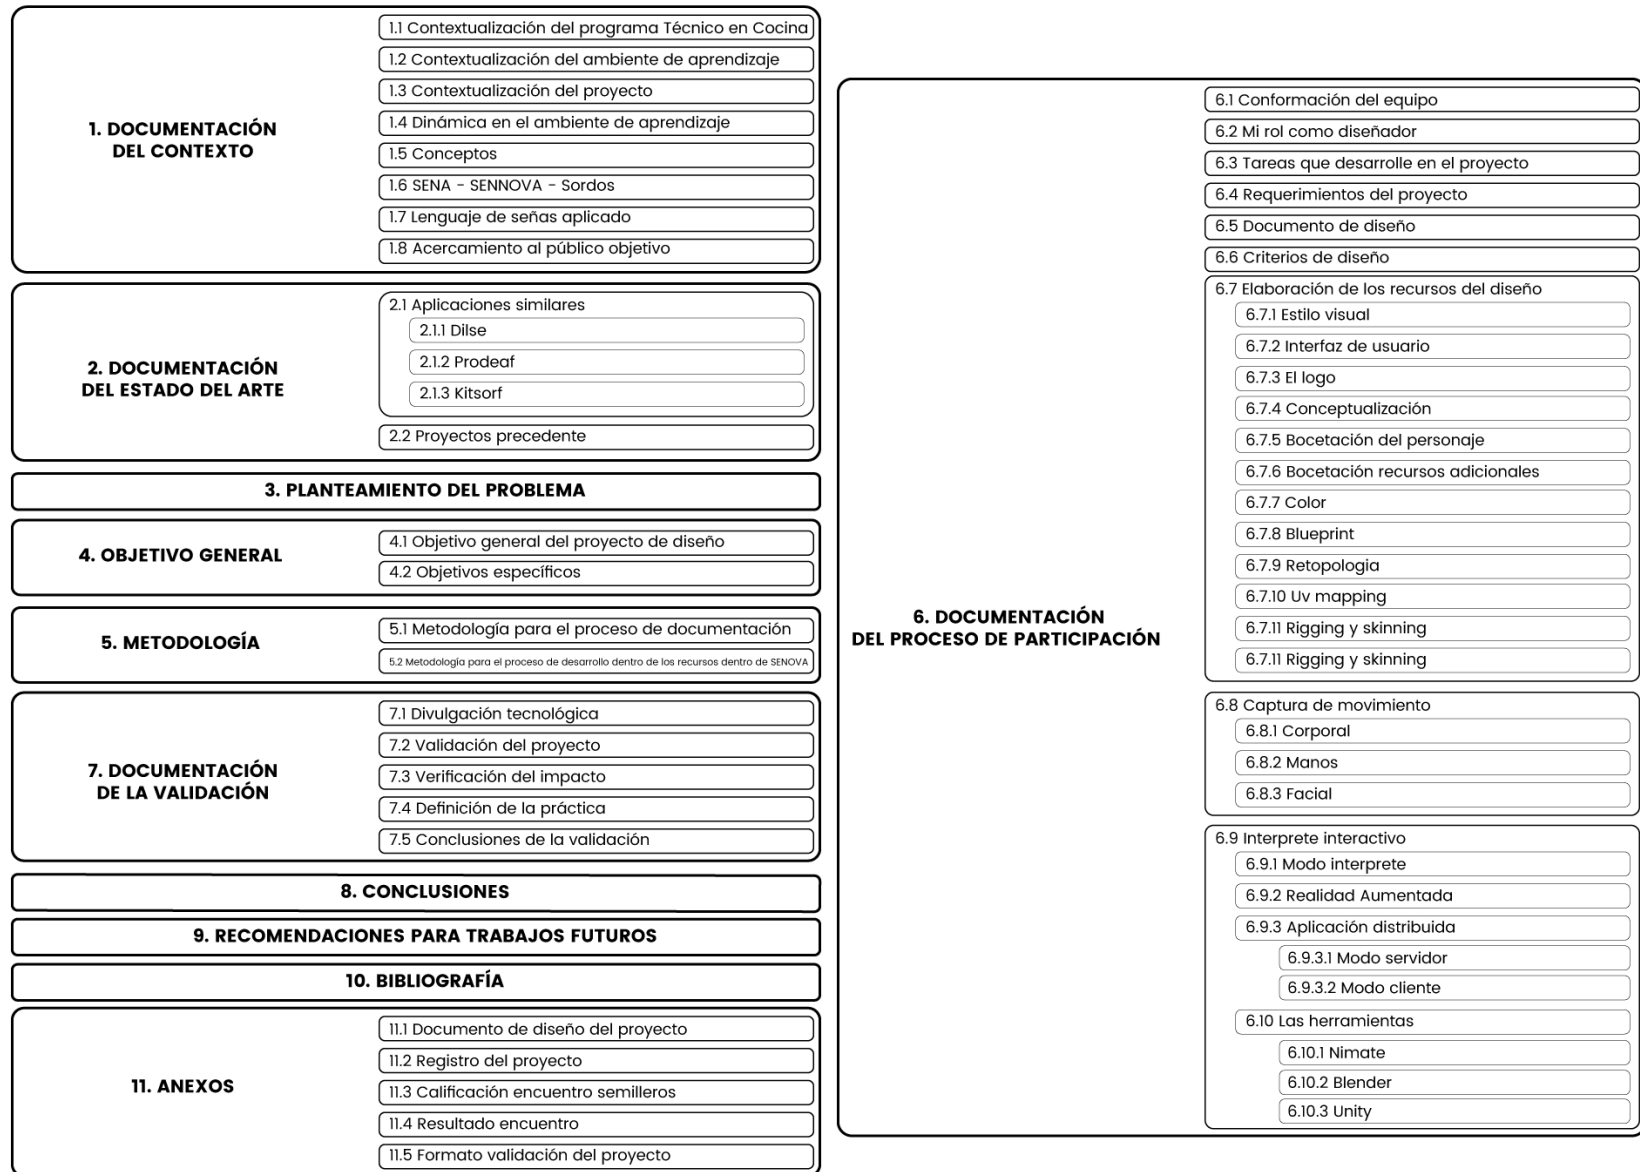 1. DOCUMENTACIÓN
DEL CONTEXTO
1.1 Contextualización del programa Técnico en Cocina
1.2 Contextualización del ambiente de aprendizaje
1.3 Contextualización del proyecto
1.4 Dinámica en el ambiente de aprendizaje
1.5 Conceptos
1.6 SENA - SENNOVA - Sordos
1.7 Lenguaje de señas aplicado
1.8 Acercamiento al público objetivo
2. DOCUMENTACIÓN
DEL ESTADO DEL ARTE
2.1 Aplicaciones similares
2.1.1 Dilse
2.1.2 Prodeaf
2.1.3 Kitsorf
2.2 Proyectos precedente
3. PLANTEAMIENTO DEL PROBLEMA
4. OBJETIVO GENERAL
4.1 Objetivo general del proyecto de diseño
4.2 Objetivos específicos
5. METODOLOGÍA
5.1 Metodología para el proceso de documentación
5.2 Metodología para el proceso de desarrollo dentro de los recursos dentro de SENOVA
7. DOCUMENTACIÓN
DE LA VALIDACIÓN
7.1 Divulgación tecnológica
7.2 Validación del proyecto
7.3 Verificación del impacto
7.4 Definición de la práctica
7.5 Conclusiones de la validación
8. CONCLUSIONES
9. RECOMENDACIONES PARA TRABAJOS FUTUROS
10. BIBLIOGRAFÍA
11. ANEXOS
11.1 Documento de diseño del proyecto
11.2 Registro del proyecto
11.3 Calificación encuentro semilleros
11.4 Resultado encuentro
11.5 Formato validación del proyecto
6. DOCUMENTACIÓN
DEL PROCESO DE PARTICIPACIÓN
6.1 Conformación del equipo
6.2 Mi rol como diseñador
6.3 Tareas que desarrolle en el proyecto
6.4 Requerimientos del proyecto
6.5 Documento de diseño
6.6 Criterios de diseño
6.7 Elaboración de los recursos del diseño
6.7.1 Estilo visual
6.7.2 Interfaz de usuario
6.7.3 El logo
6.7.4 Conceptualización
6.7.5 Bocetación del personaje
6.7.6 Bocetación recursos adicionales
6.7.7 Color
6.7.8 Blueprint
6.7.9 Retopologia
6.7.10 Uv mapping
6.7.11 Rigging y skinning
6.7.11 Rigging y skinning
6.8 Captura de movimiento
6.8.1 Corporal
6.8.2 Manos
6.8.3 Facial
6.9 Interprete interactivo
6.9.1 Modo interprete
6.9.2 Realidad Aumentada
6.9.3 Aplicación distribuida
6.9.3.1 Modo servidor
6.9.3.2 Modo cliente
6.10 Las herramientas
6.10.1 Nimate
6.10.2 Blender
6.10.3 Unity